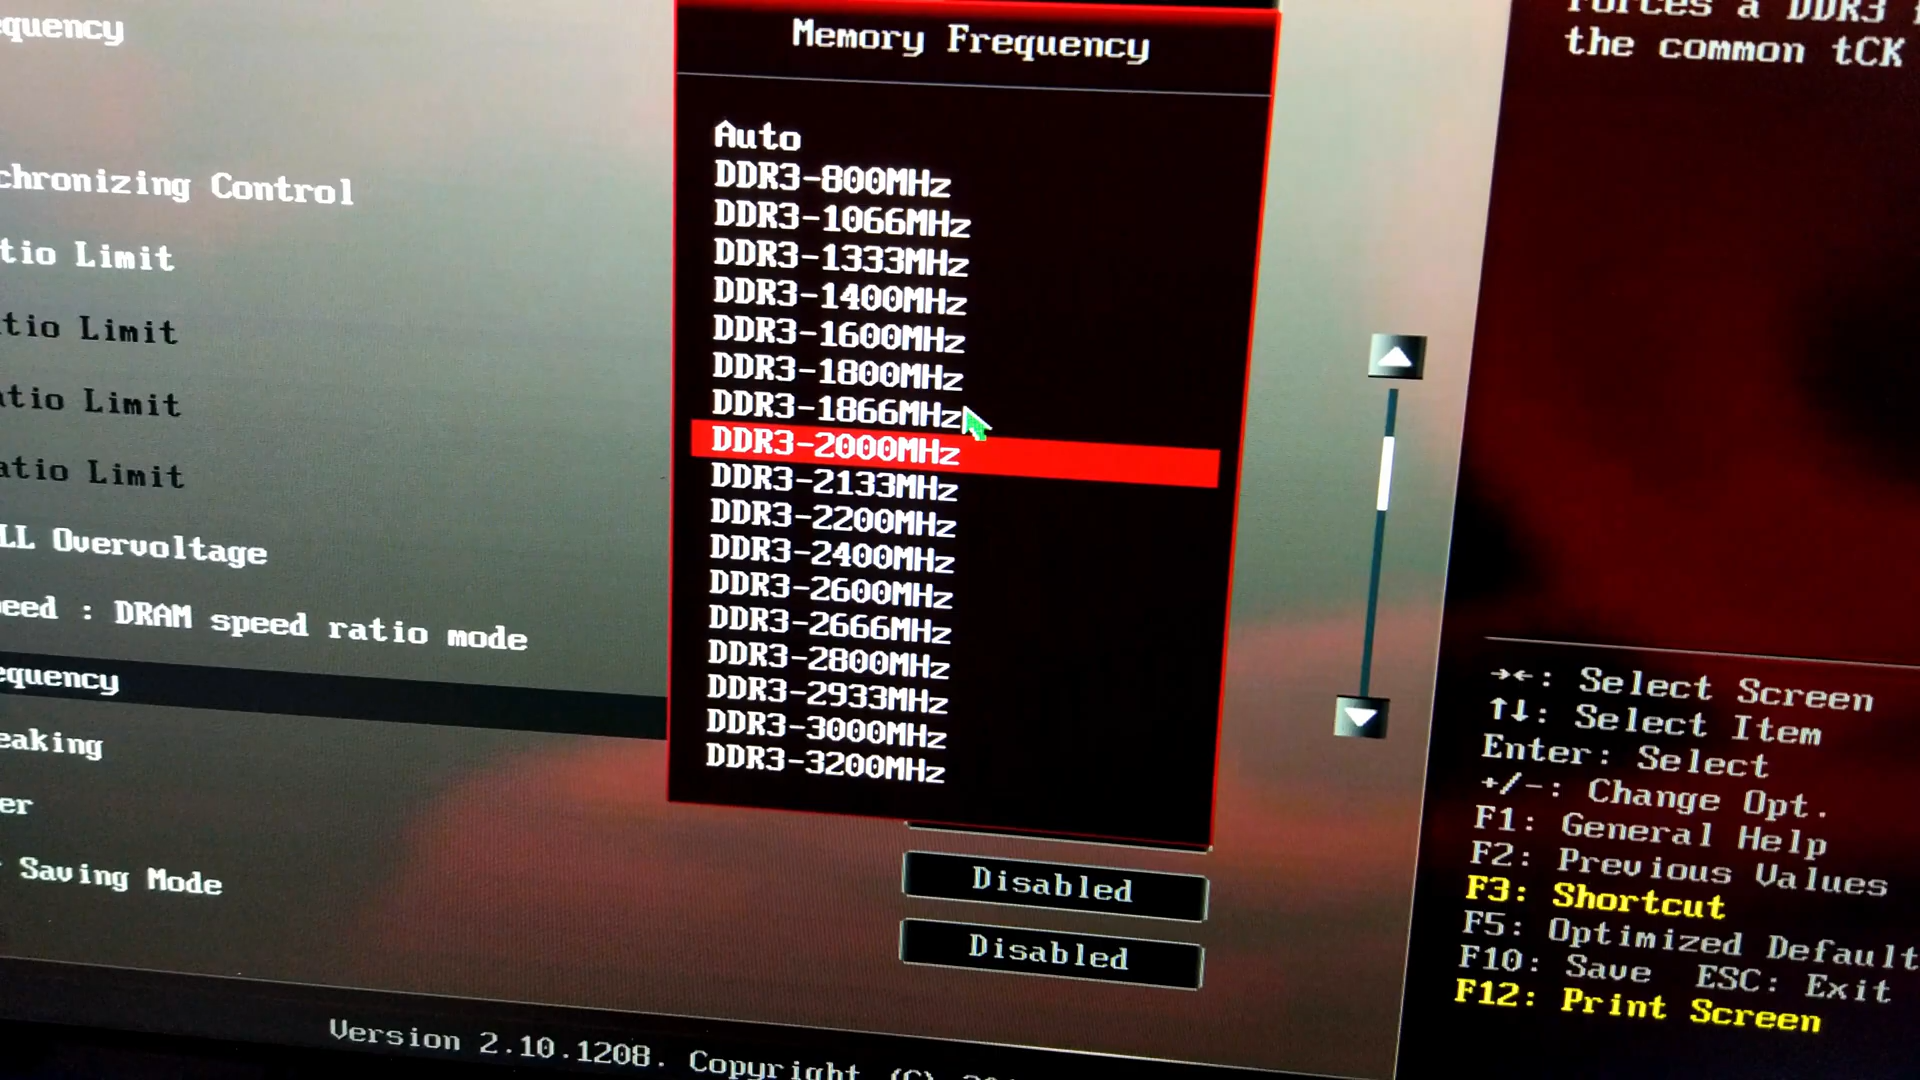 quency
chronizing Control
tio Limit
tio Limit
atio Limit
atio Limit
LL Overvoltage
peed : DRAM speed ratio mode
equency
eaking
er
Saving Mode
Memory Frequency
Auto
DDR3-800MHz
DDR3-1066MHz
DDR3-1333MHz
DDR3-1400MHz
DDR3-1600MHz
DDR3-1800MHz
DDR3-1866MHz
DDR3-2000MHz
DDR3-2133MHz
DDR3-2200MHz
DDR3-2400MHz
DDR3-2600MHz
DDR3-2666MHz
DDR3-2800MHz
DDR3-2933MHz
DDR3-3000MHz
DDR3-3200MHz
Disabled
Disabled
Forces a DDR3
the common tCK
→←: Select Screen
↑↓: Select Item
Enter: Select
+/-: Change Opt.
F1: General Help
F2: Previous Values
F3: Shortcut
F5: Optimized Default
F10: Save ESC: Exit
F12: Print Screen
Version 2.10.1208. Copyright (C)